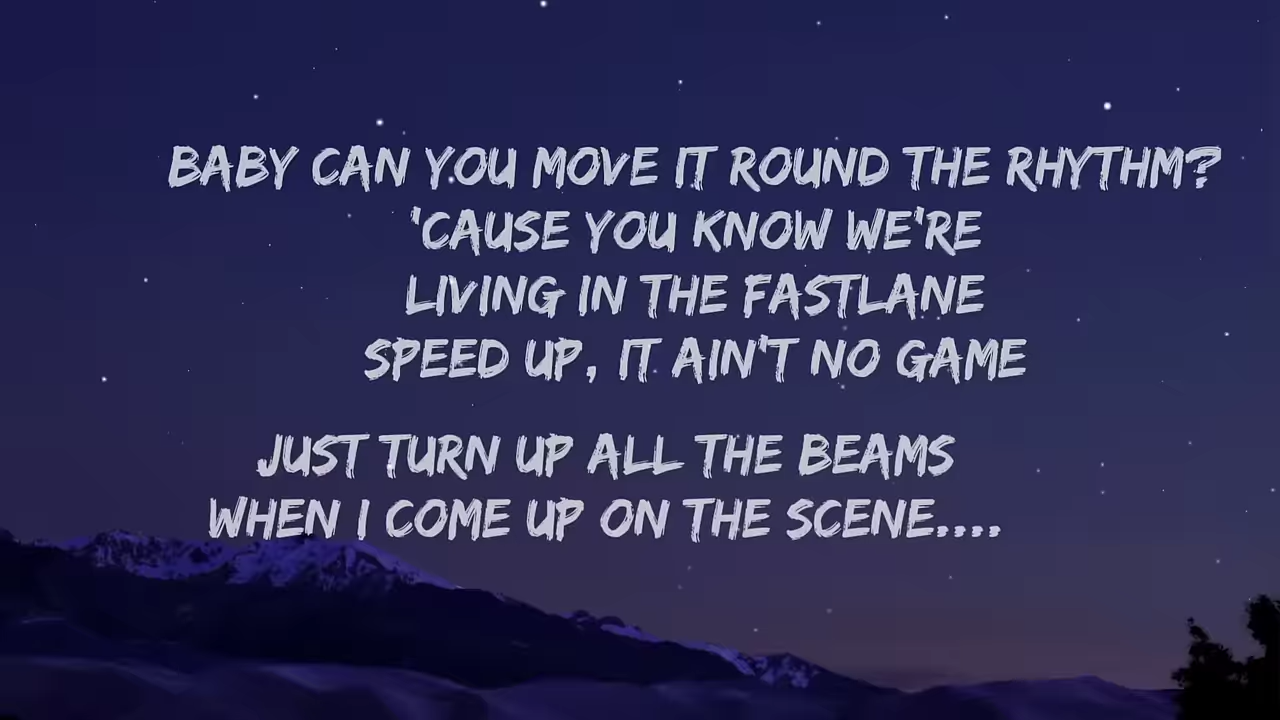 BABY CAN YOU MOVE IT ROUND THE RHYTHM?
'CAUSE YOU KNOW WE'RE
LIVING IN THE FASTLANE
SPEED UP, IT AIN'T NO GAME
JUST TURN UP ALL THE BEAMS
WHEN I COME UP ON THE SCENE....